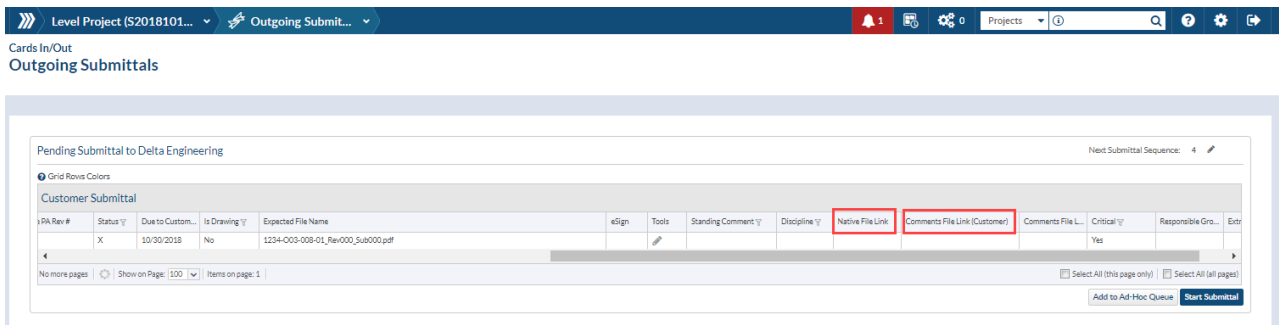 Level Project (S2018101... Outgoing Submit... 1 0 Projects
Cards In/Out
Outgoing Submittals
Pending Submittal to Delta Engineering Next Submittal Sequence: 4
Grid Rows Colors
Customer Submittal
PA Rev # Status Due to Custom... Is Drawing Expected File Name eSign Tools Standing Comment Discipline Native File Link Comments File Link (Customer) Comments File L... Critical Responsible Gro... Extr
X 10/30/2018 No 1234-O03-008-01_Rev000_Sub000.pdf Yes
No more pages Show on Page: 100 Items on page: 1 Select All (this page only) Select All (all pages)
Add to Ad-Hoc Queue Start Submittal